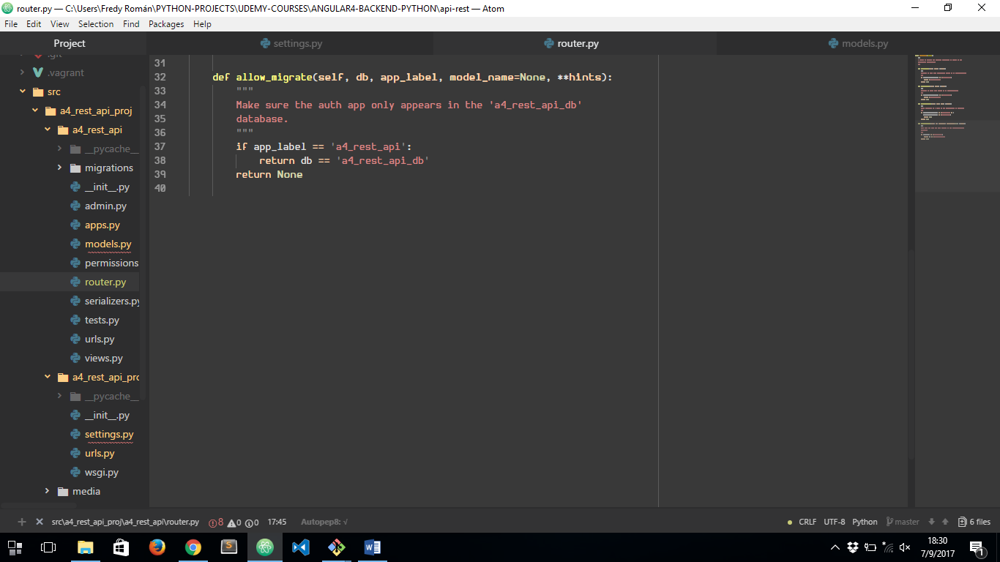 router.py — C:\Users\Fredy Román\PYTHON-PROJECTS\UDEMY-COURSES\ANGULAR4-BACKEND-PYTHON\api-rest — Atom
File Edit View Selection Find Packages Help
Project
settings.py
router.py
models.py
.git
.vagrant
src
a4_rest_api_proj
a4_rest_api
__pycache__
migrations
__init__.py
admin.py
apps.py
models.py
permissions
router.py
serializers.py
tests.py
urls.py
views.py
a4_rest_api_pro
__pycache__
__init__.py
settings.py
urls.py
wsgi.py
media
31
32 def allow_migrate(self, db, app_label, model_name=None, **hints):
33 """
34 Make sure the auth app only appears in the 'a4_rest_api_db'
35 database.
36 """
37 if app_label == 'a4_rest_api':
38 return db == 'a4_rest_api_db'
39 return None
40
src\a4_rest_api_proj\a4_rest_api\router.py 8 0 0 17:45 Autopep8: √
CRLF UTF-8 Python master 6 files
18:30
7/9/2017
1